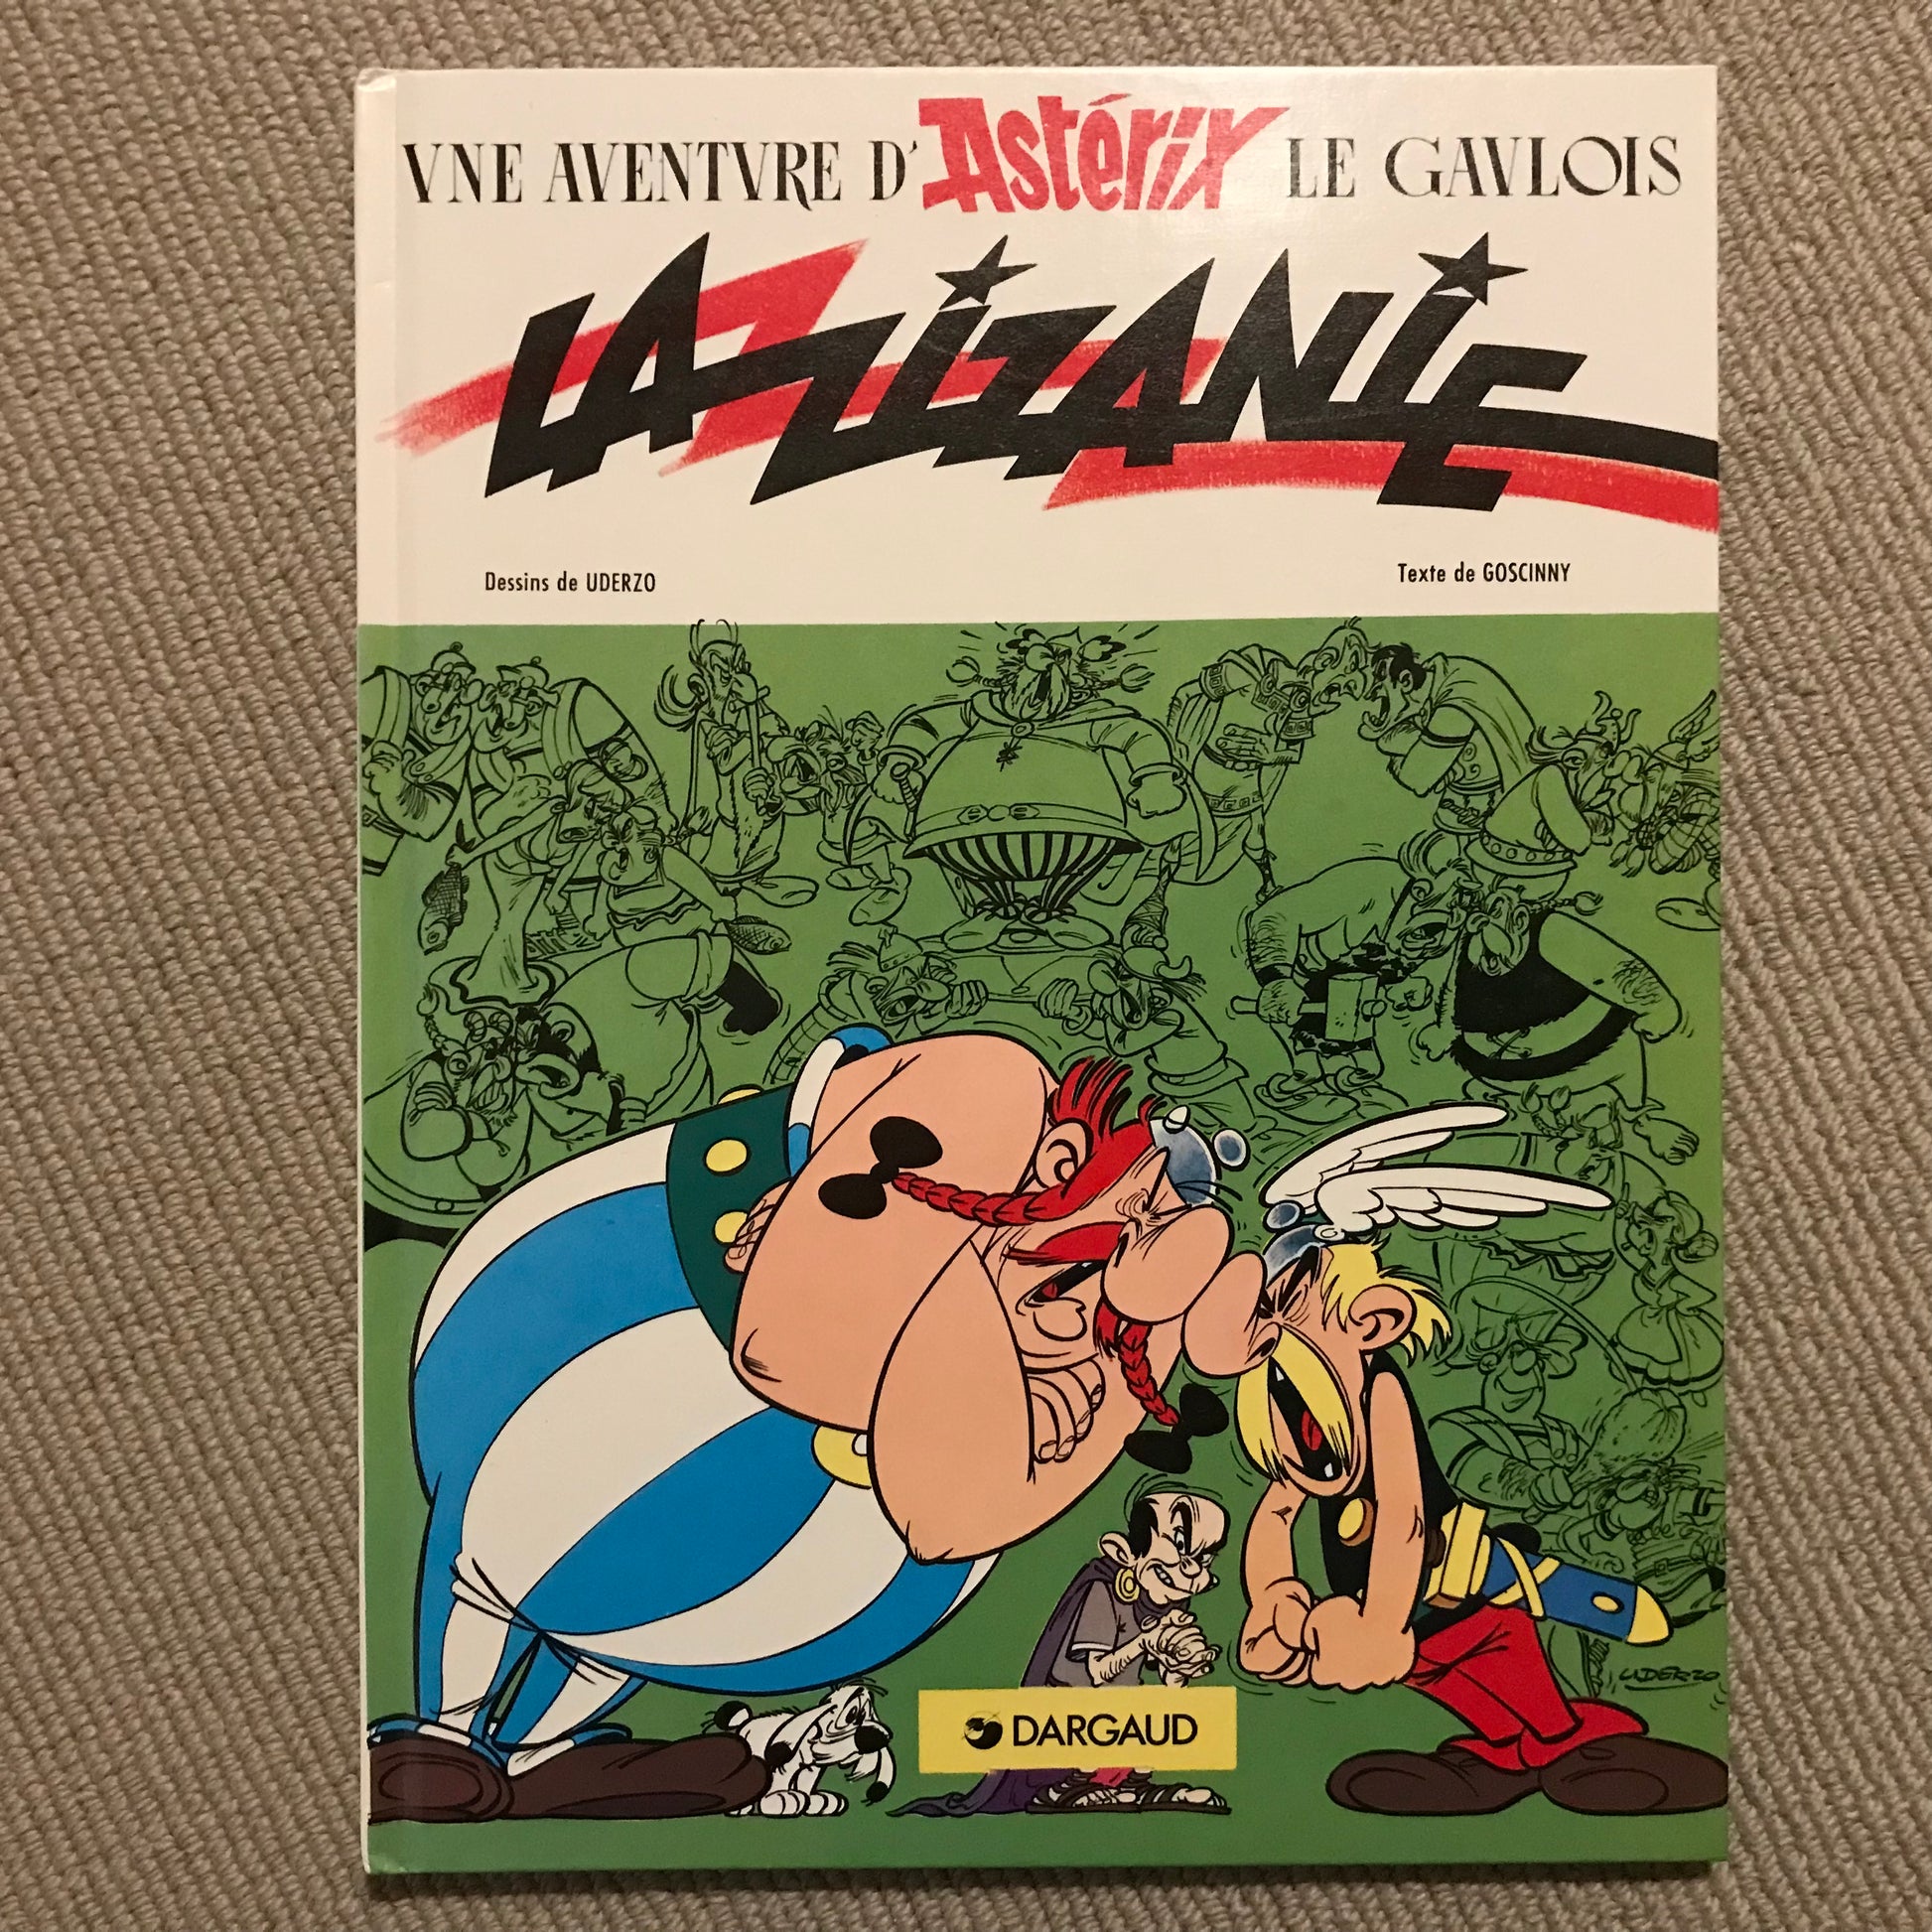 VNE AVENTVRE D'Astérix LE GAVLOIS
LA ZIZANIE
Dessins de UDERZO
Texte de GOSCINNY
UDERZO
DARGAUD